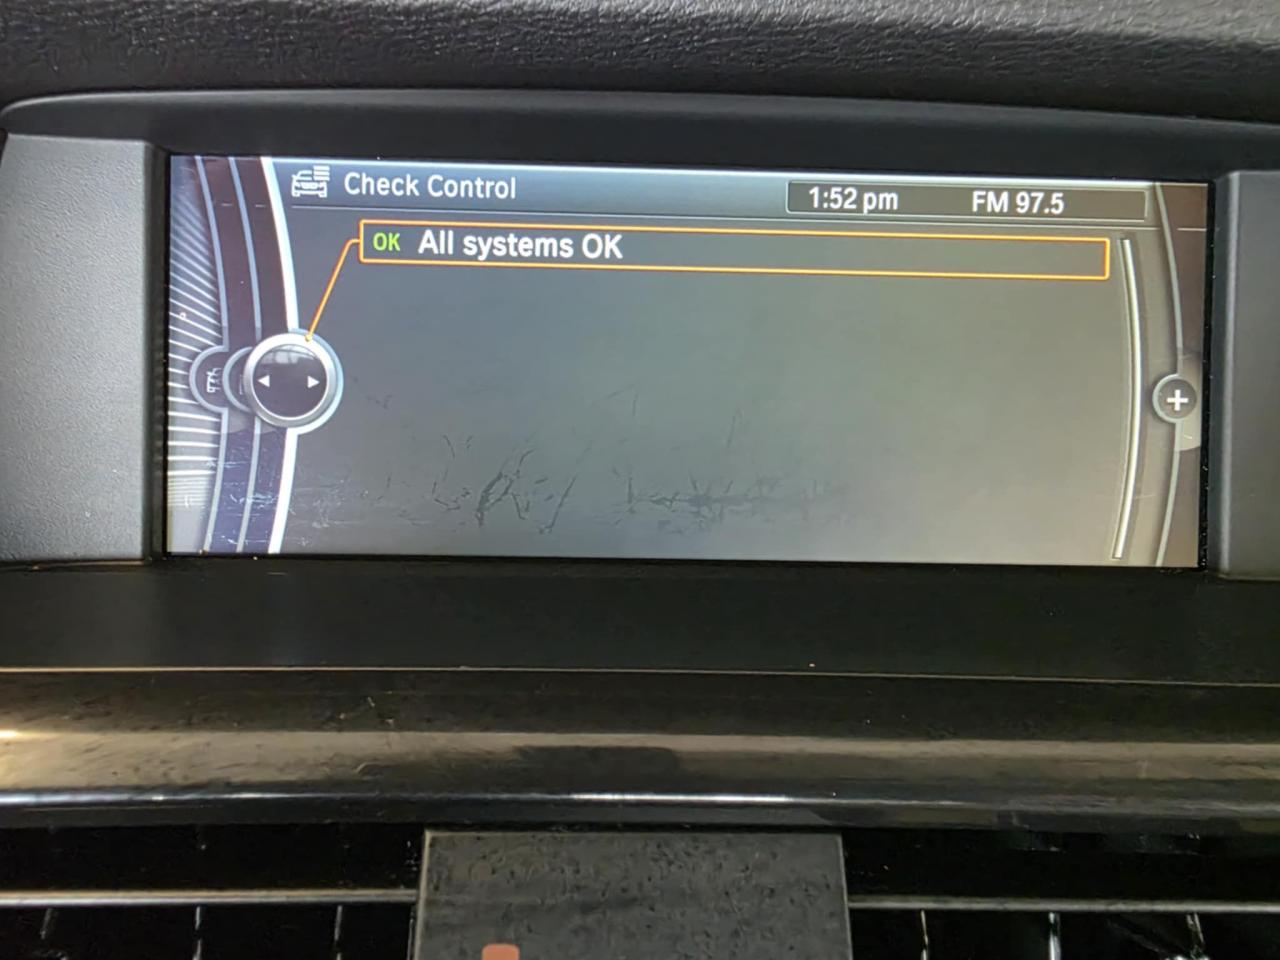 Check Control
1:52 pm FM 97.5
OK All systems OK